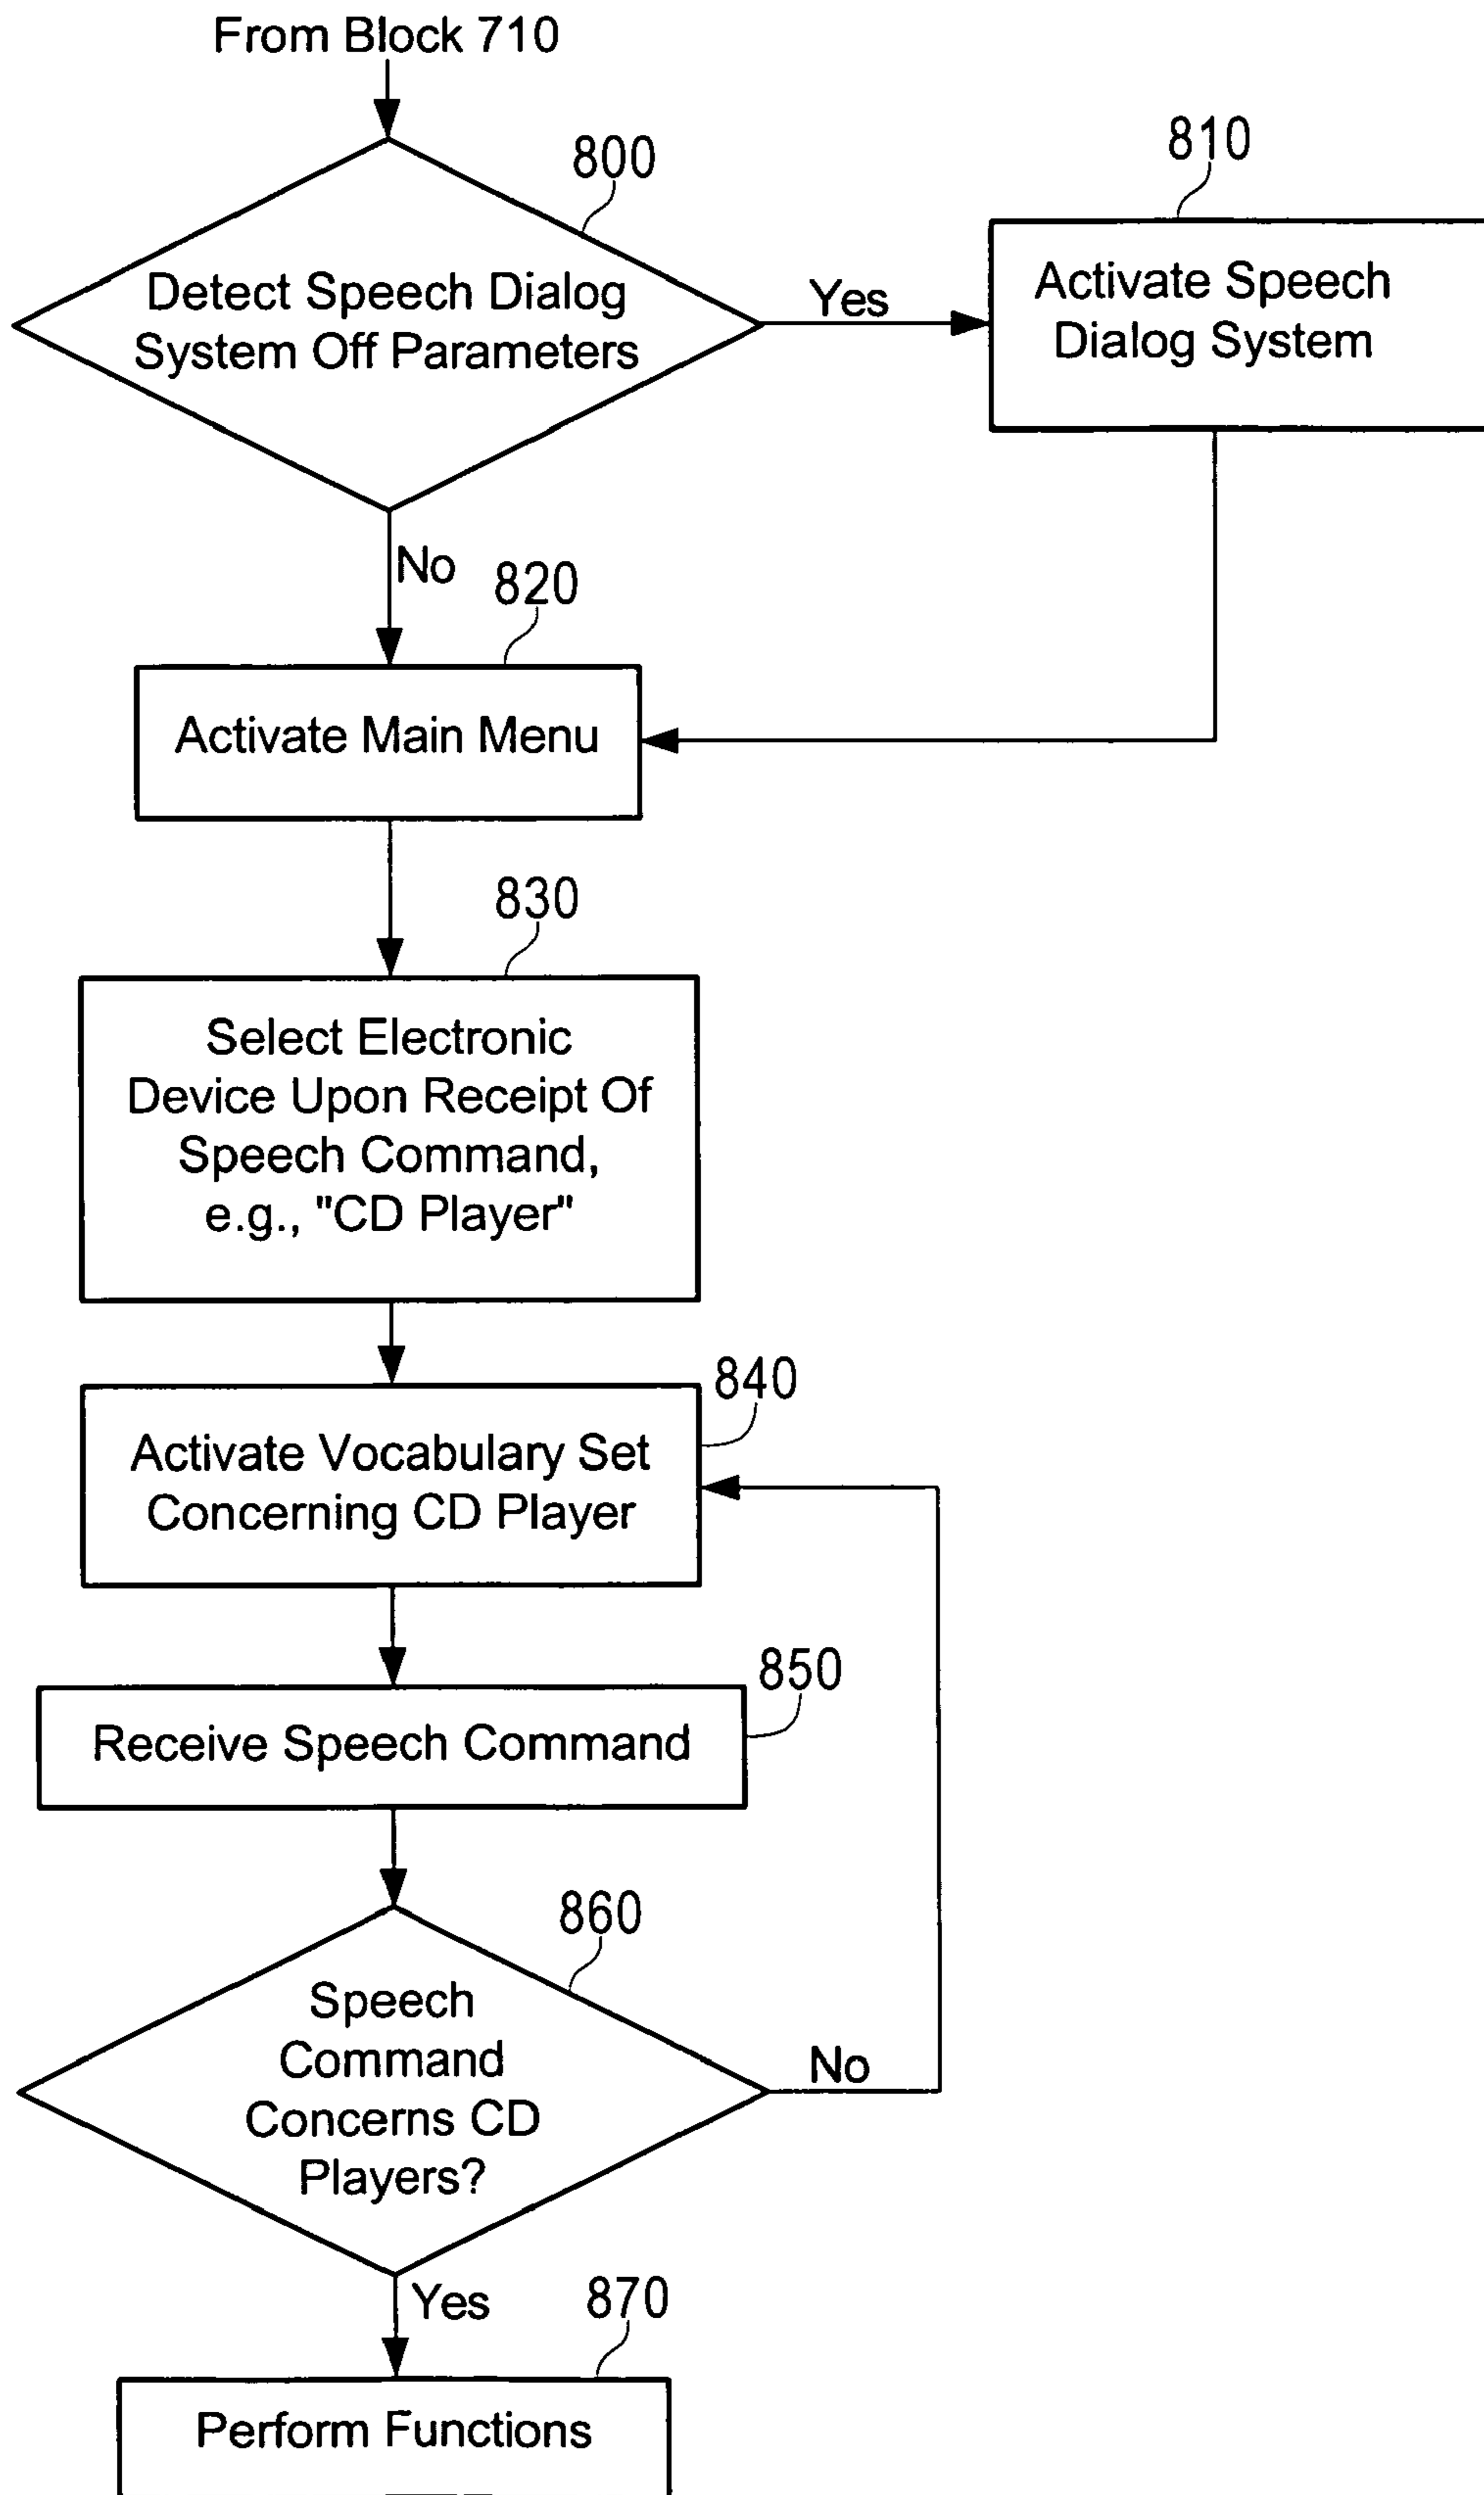 From Block 710
800
810
Detect Speech Dialog
System Off Parameters
Yes
Activate Speech
Dialog System
No
820
Activate Main Menu
830
Select Electronic
Device Upon Receipt Of
Speech Command,
e.g., "CD Player"
840
Activate Vocabulary Set
Concerning CD Player
850
Receive Speech Command
860
Speech
Command
Concerns CD
Players?
No
Yes
870
Perform Functions